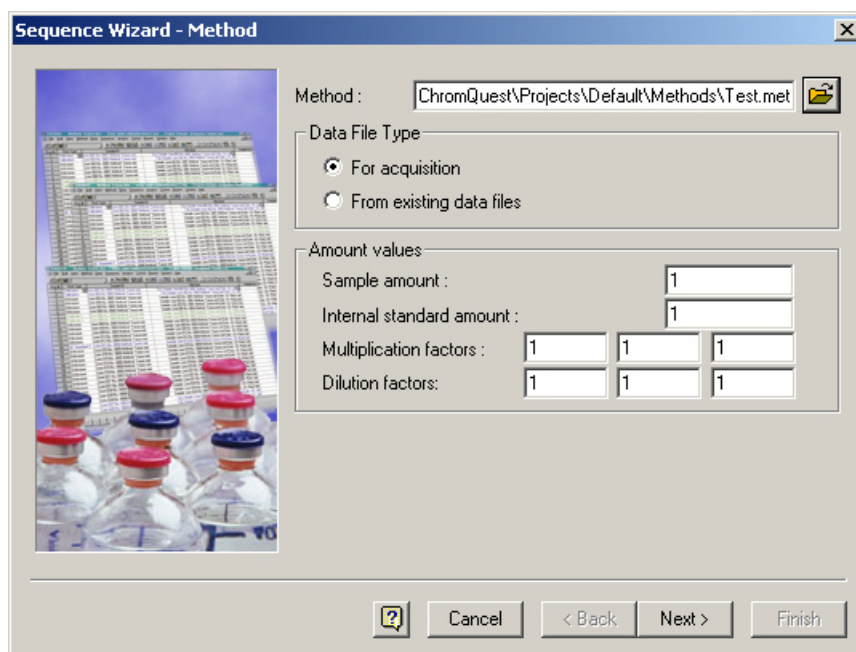 Sequence Wizard - Method
Method : ChromQuest\Projects\Default\Methods\Test.met
Data File Type
For acquisition
From existing data files
Amount values
Sample amount : 1
Internal standard amount : 1
Multiplication factors : 1 1 1
Dilution factors: 1 1 1
Cancel < Back Next > Finish